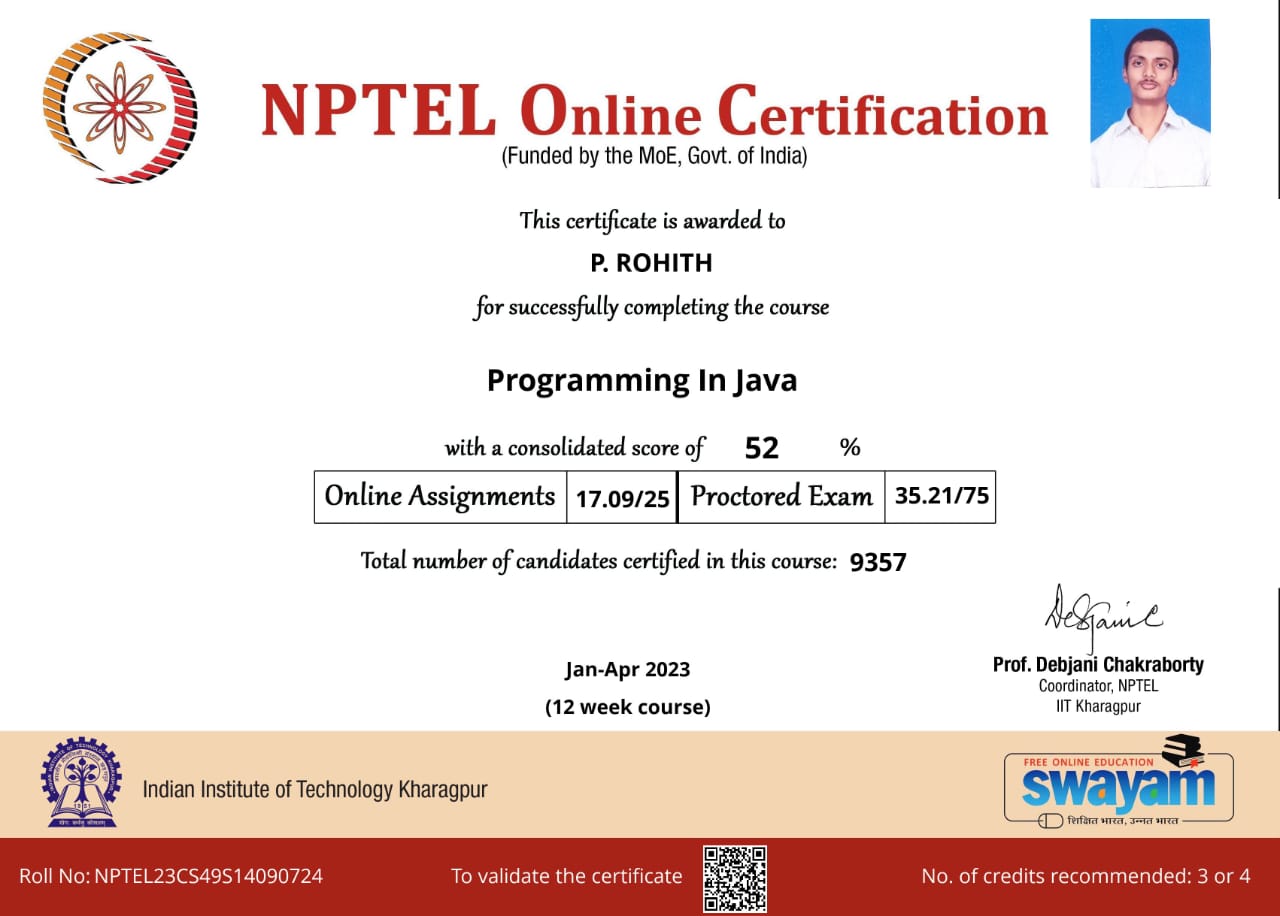 NPTEL Online Certification
(Funded by the MoE, Govt. of India)
This certificate is awarded to
P. ROHITH
for successfully completing the course
Programming In Java
with a consolidated score of 52 %
Online Assignments 17.09/25 Proctored Exam 35.21/75
Total number of candidates certified in this course: 9357
Jan-Apr 2023
(12 week course)
Prof. Debjani Chakraborty
Coordinator, NPTEL
IIT Kharagpur
Indian Institute of Technology Kharagpur
FREE ONLINE EDUCATION
swayam
शिक्षित भारत, उन्नत भारत
Roll No: NPTEL23CS49S14090724
To validate the certificate
No. of credits recommended: 3 or 4